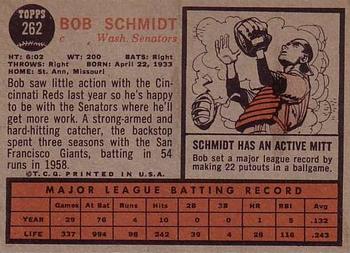 TOPPS
262
BOB SCHMIDT
c Wash. Senators
HT: 6:02 WT: 200 BATS: Right
THROWS: Right BORN: April 22, 1933
HOME: St. Ann, Missouri
Bob saw little action with the Cin-
cinnati Reds last year so he's happy
to be with the Senators where he'll
get more work. A strong-armed and
hard-hitting catcher, the backstop
spent three seasons with the
San Francisco Giants, batting in 54
runs in 1958.
©T.C.G. PRINTED IN U.S.A.
SCHMIDT HAS AN ACTIVE MITT
Bob set a major league record by
making 22 putouts in a ballgame.
MAJOR LEAGUE BATTING RECORD
Games At Bat Runs Hits 2B 3B HR RBI Avg.
YEAR 29 76 4 10 0 0 1 5 .132
LIFE 337 994 98 242 39 4 28 116 .243